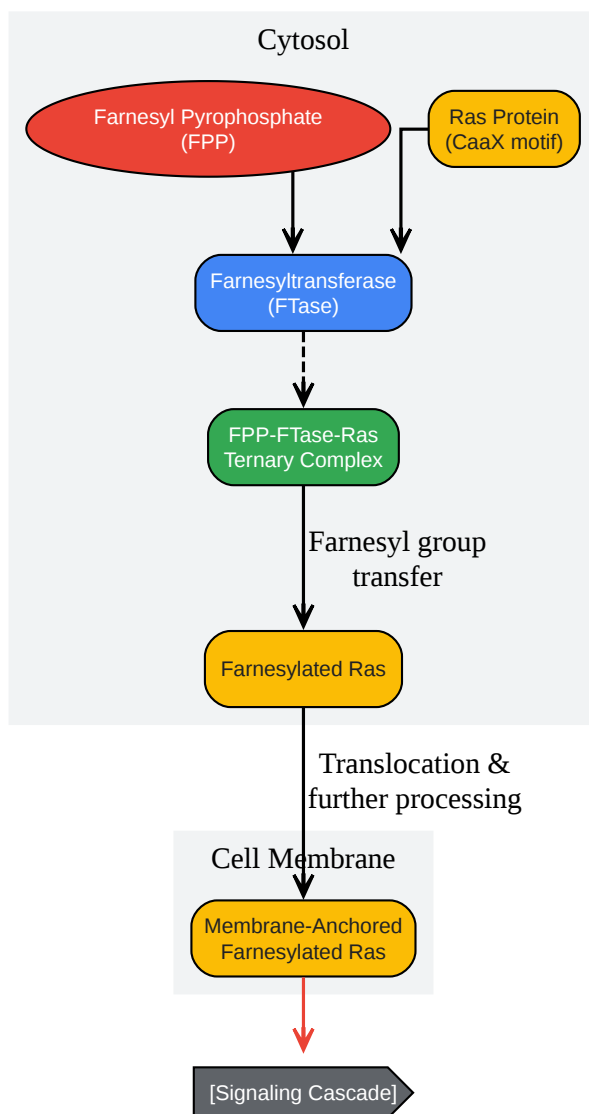 Cytosol
Farnesyl Pyrophosphate
(FPP)
Ras Protein
(CaaX motif)
Farnesyltransferase
(FTase)
FPP-FTase-Ras
Ternary Complex
Farnesyl group
transfer
Farnesylated Ras
Translocation &
further processing
Cell Membrane
Membrane-Anchored
Farnesylated Ras
[Signaling Cascade]